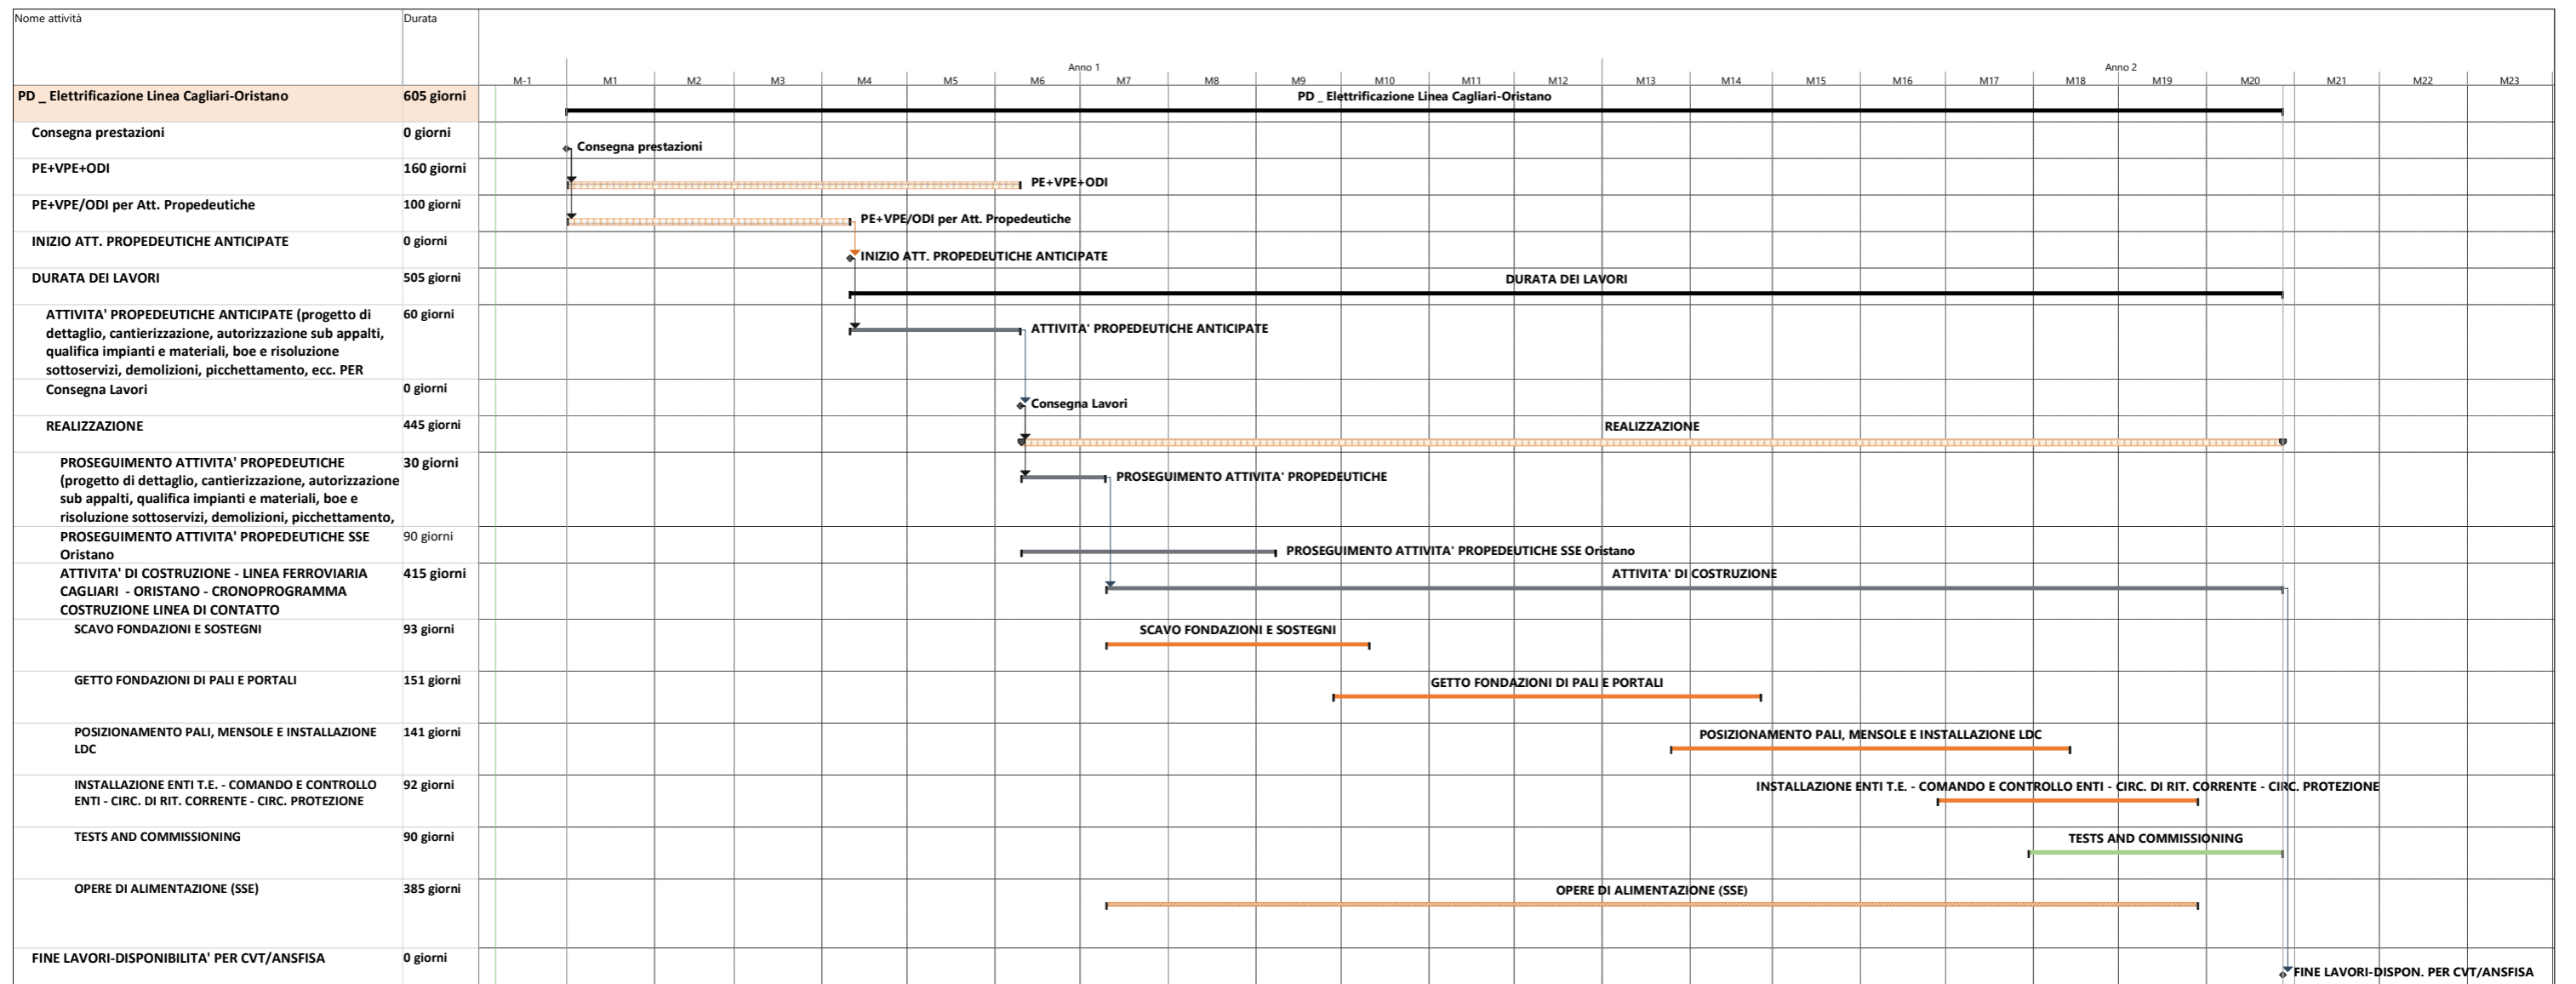 Nome attività Durata
Anno 1 Anno 2
M-1 M1 M2 M3 M4 M5 M6 M7 M8 M9 M10 M11 M12 M13 M14 M15 M16 M17 M18 M19 M20 M21 M22 M23
PD _ Elettrificazione Linea Cagliari-Oristano 605 giorni PD _ Elettrificazione Linea Cagliari-Oristano
Consegna prestazioni 0 giorni
Consegna prestazioni
PE+VPE+ODI 160 giorni
PE+VPE+ODI
PE+VPE/ODI per Att. Propedeutiche 100 giorni
PE+VPE/ODI per Att. Propedeutiche
INIZIO ATT. PROPEDEUTICHE ANTICIPATE 0 giorni
INIZIO ATT. PROPEDEUTICHE ANTICIPATE
DURATA DEI LAVORI 505 giorni DURATA DEI LAVORI
ATTIVITA' PROPEDEUTICHE ANTICIPATE (progetto di 60 giorni
dettaglio, cantierizzazione, autorizzazione sub appalti,
qualifica impianti e materiali, boe e risoluzione
sottoservizi, demolizioni, picchettamento, ecc. PER
ATTIVITA' PROPEDEUTICHE ANTICIPATE
Consegna Lavori 0 giorni
Consegna Lavori
REALIZZAZIONE 445 giorni REALIZZAZIONE
PROSEGUIMENTO ATTIVITA' PROPEDEUTICHE 30 giorni
(progetto di dettaglio, cantierizzazione, autorizzazione
sub appalti, qualifica impianti e materiali, boe e
risoluzione sottoservizi, demolizioni, picchettamento,
PROSEGUIMENTO ATTIVITA' PROPEDEUTICHE
PROSEGUIMENTO ATTIVITA' PROPEDEUTICHE SSE 90 giorni
Oristano
PROSEGUIMENTO ATTIVITA' PROPEDEUTICHE SSE Oristano
ATTIVITA' DI COSTRUZIONE - LINEA FERROVIARIA 415 giorni ATTIVITA' DI COSTRUZIONE
CAGLIARI - ORISTANO - CRONOPROGRAMMA
COSTRUZIONE LINEA DI CONTATTO
SCAVO FONDAZIONI E SOSTEGNI 93 giorni SCAVO FONDAZIONI E SOSTEGNI
GETTO FONDAZIONI DI PALI E PORTALI 151 giorni GETTO FONDAZIONI DI PALI E PORTALI
POSIZIONAMENTO PALI, MENSOLE E INSTALLAZIONE 141 giorni POSIZIONAMENTO PALI, MENSOLE E INSTALLAZIONE LDC
LDC
INSTALLAZIONE ENTI T.E. - COMANDO E CONTROLLO 92 giorni INSTALLAZIONE ENTI T.E. - COMANDO E CONTROLLO ENTI - CIRC. DI RIT. CORRENTE - CIRC. PROTEZIONE
ENTI - CIRC. DI RIT. CORRENTE - CIRC. PROTEZIONE
TESTS AND COMMISSIONING 90 giorni TESTS AND COMMISSIONING
OPERE DI ALIMENTAZIONE (SSE) 385 giorni OPERE DI ALIMENTAZIONE (SSE)
FINE LAVORI-DISPONIBILITA' PER CVT/ANSFISA 0 giorni
FINE LAVORI-DISPON. PER CVT/ANSFISA